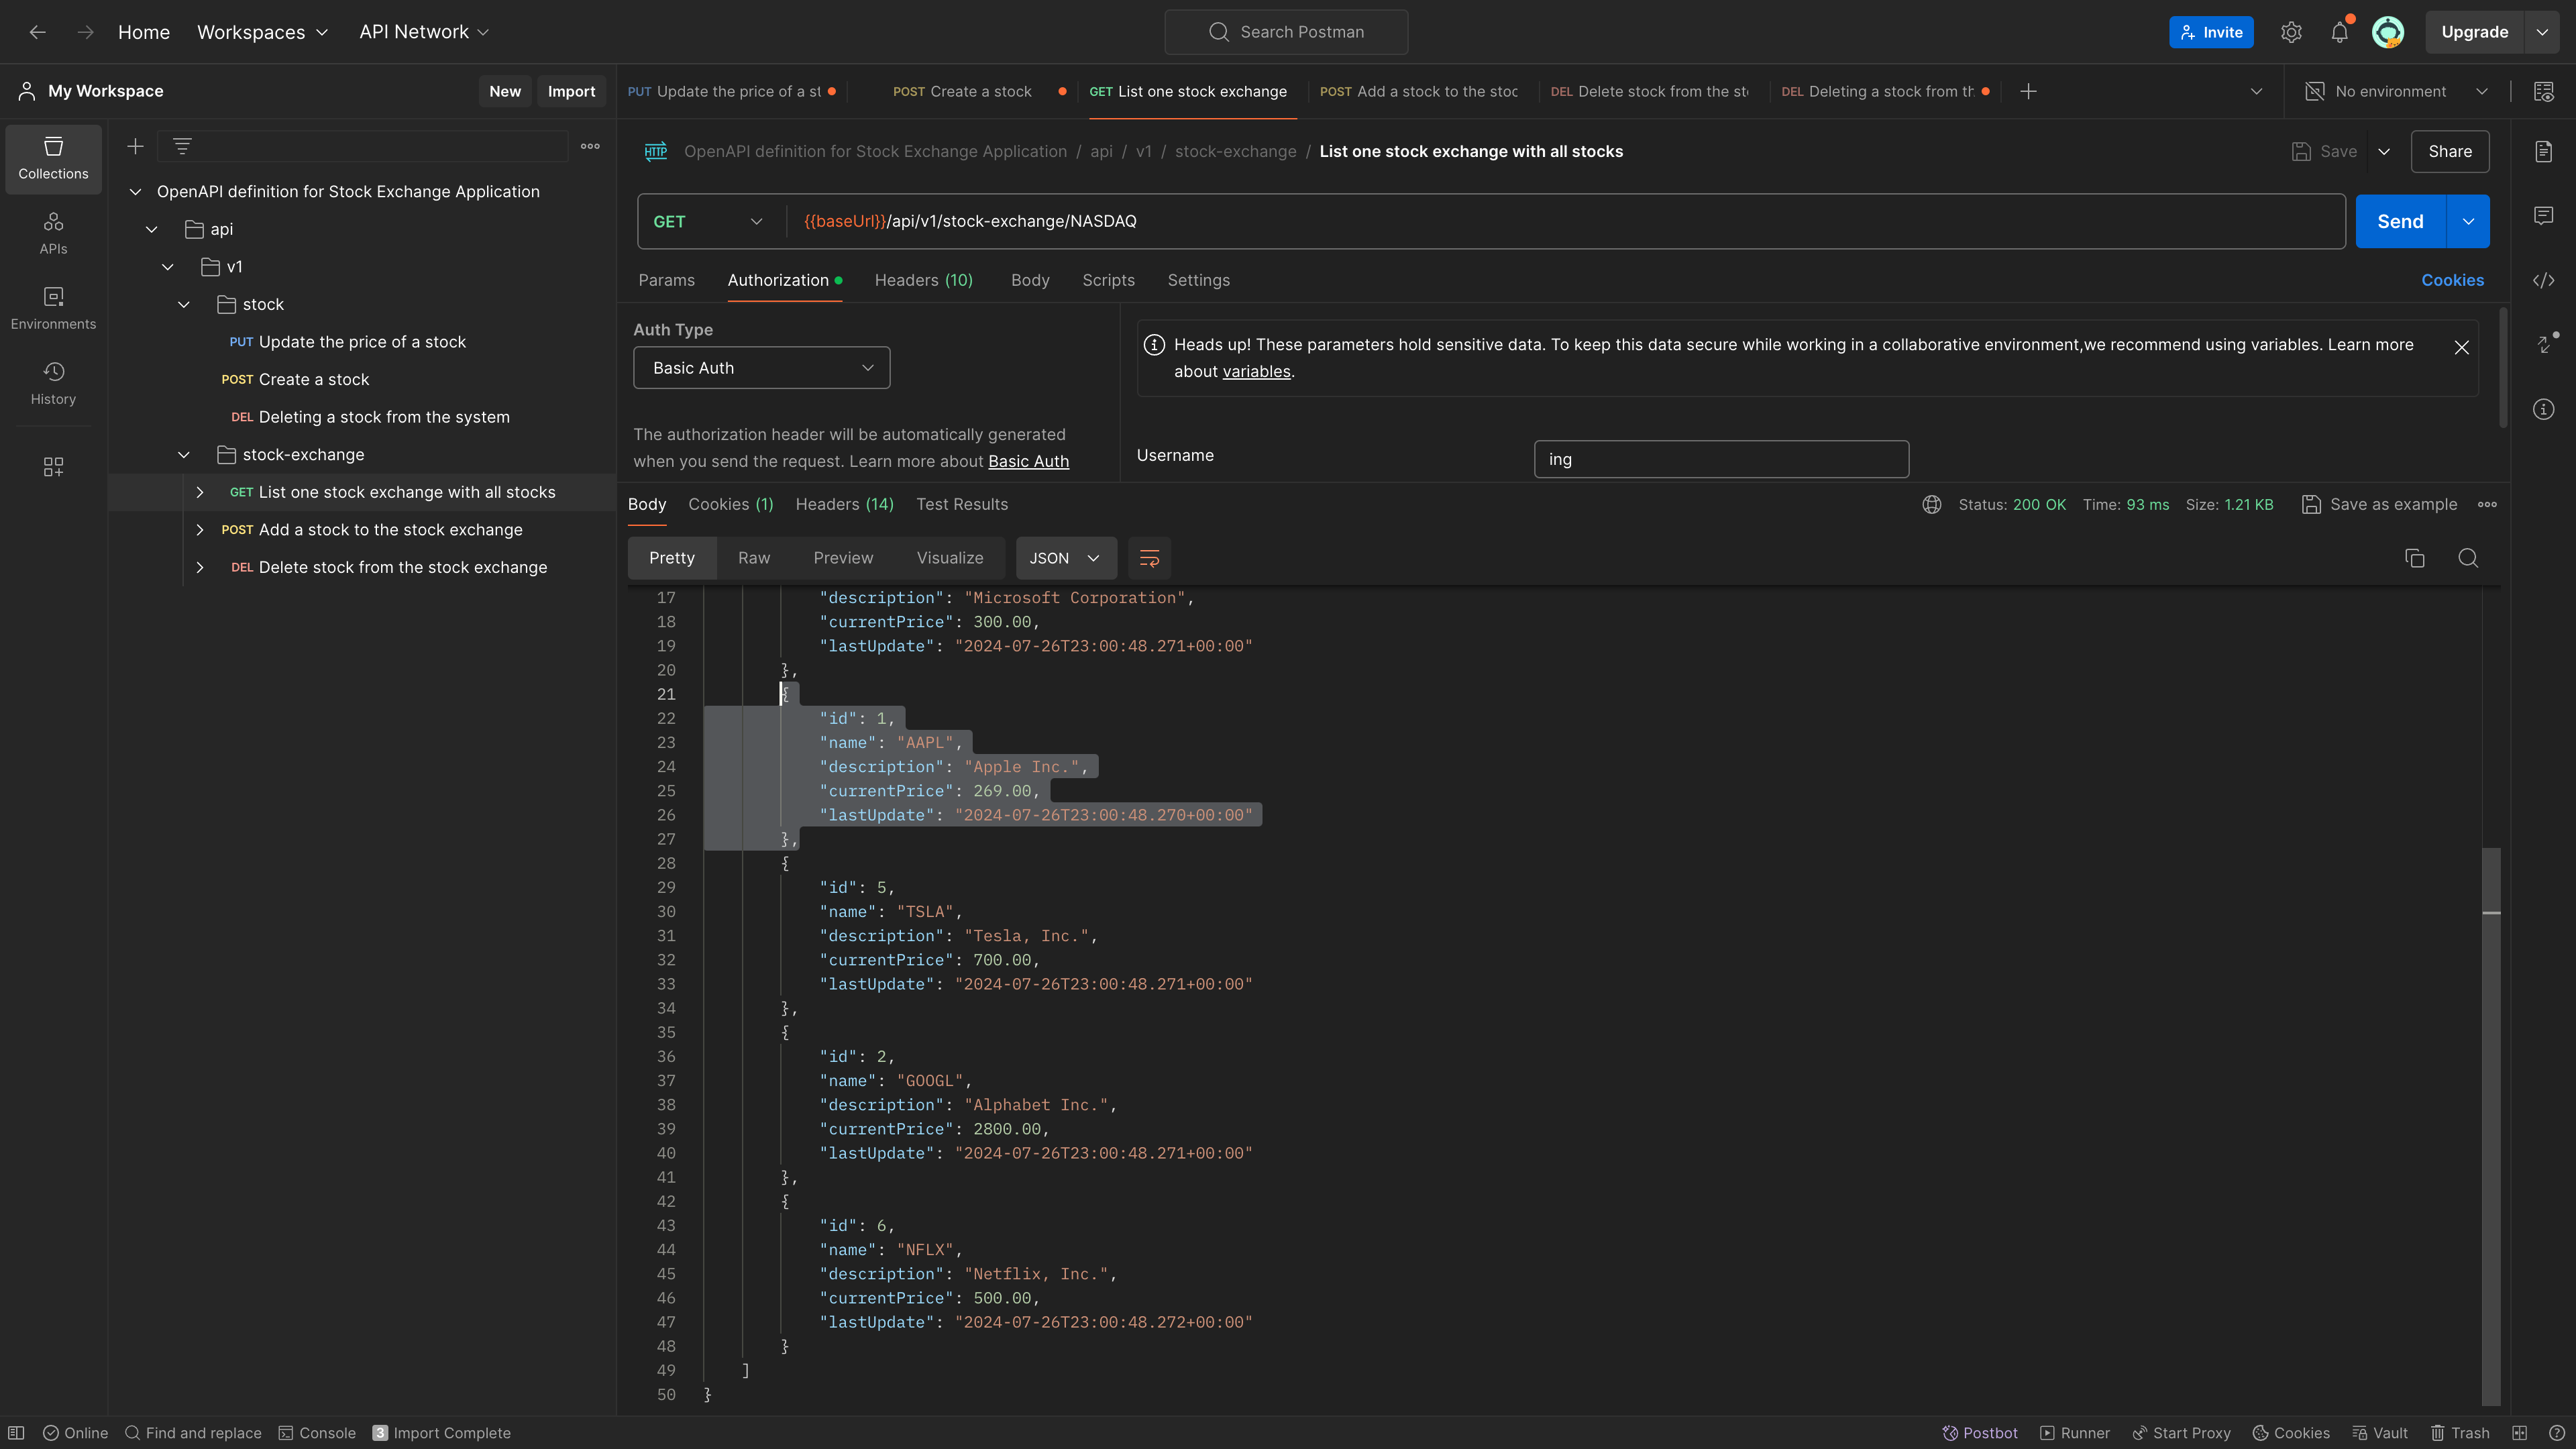 Home Workspaces API Network Search Postman Invite Upgrade
My Workspace New Import
PUT Update the price of a st POST Create a stock GET List one stock exchange POST Add a stock to the stoc DEL Delete stock from the st DEL Deleting a stock from th No environment
Collections
APIs
Environments
History
OpenAPI definition for Stock Exchange Application
api
v1
stock
PUT Update the price of a stock
POST Create a stock
DEL Deleting a stock from the system
stock-exchange
GET List one stock exchange with all stocks
POST Add a stock to the stock exchange
DEL Delete stock from the stock exchange
HTTP OpenAPI definition for Stock Exchange Application / api / v1 / stock-exchange / List one stock exchange with all stocks Save Share
GET {{baseUrl}}/api/v1/stock-exchange/NASDAQ Send
Params Authorization Headers (10) Body Scripts Settings Cookies
Auth Type
Basic Auth
The authorization header will be automatically generated
when you send the request. Learn more about Basic Auth
Heads up! These parameters hold sensitive data. To keep this data secure while working in a collaborative environment,we recommend using variables. Learn more
about variables.
Username ing
Body Cookies (1) Headers (14) Test Results Status: 200 OK Time: 93 ms Size: 1.21 KB Save as example
Pretty Raw Preview Visualize JSON
17 "description": "Microsoft Corporation",
18 "currentPrice": 300.00,
19 "lastUpdate": "2024-07-26T23:00:48.271+00:00"
20 },
21 {
22 "id": 1,
23 "name": "AAPL",
24 "description": "Apple Inc.",
25 "currentPrice": 269.00,
26 "lastUpdate": "2024-07-26T23:00:48.270+00:00"
27 },
28 {
29 "id": 5,
30 "name": "TSLA",
31 "description": "Tesla, Inc.",
32 "currentPrice": 700.00,
33 "lastUpdate": "2024-07-26T23:00:48.271+00:00"
34 },
35 {
36 "id": 2,
37 "name": "GOOGL",
38 "description": "Alphabet Inc.",
39 "currentPrice": 2800.00,
40 "lastUpdate": "2024-07-26T23:00:48.271+00:00"
41 },
42 {
43 "id": 6,
44 "name": "NFLX",
45 "description": "Netflix, Inc.",
46 "currentPrice": 500.00,
47 "lastUpdate": "2024-07-26T23:00:48.272+00:00"
48 }
49 ]
50 }
Online Find and replace Console 3 Import Complete Postbot Runner Start Proxy Cookies Vault Trash